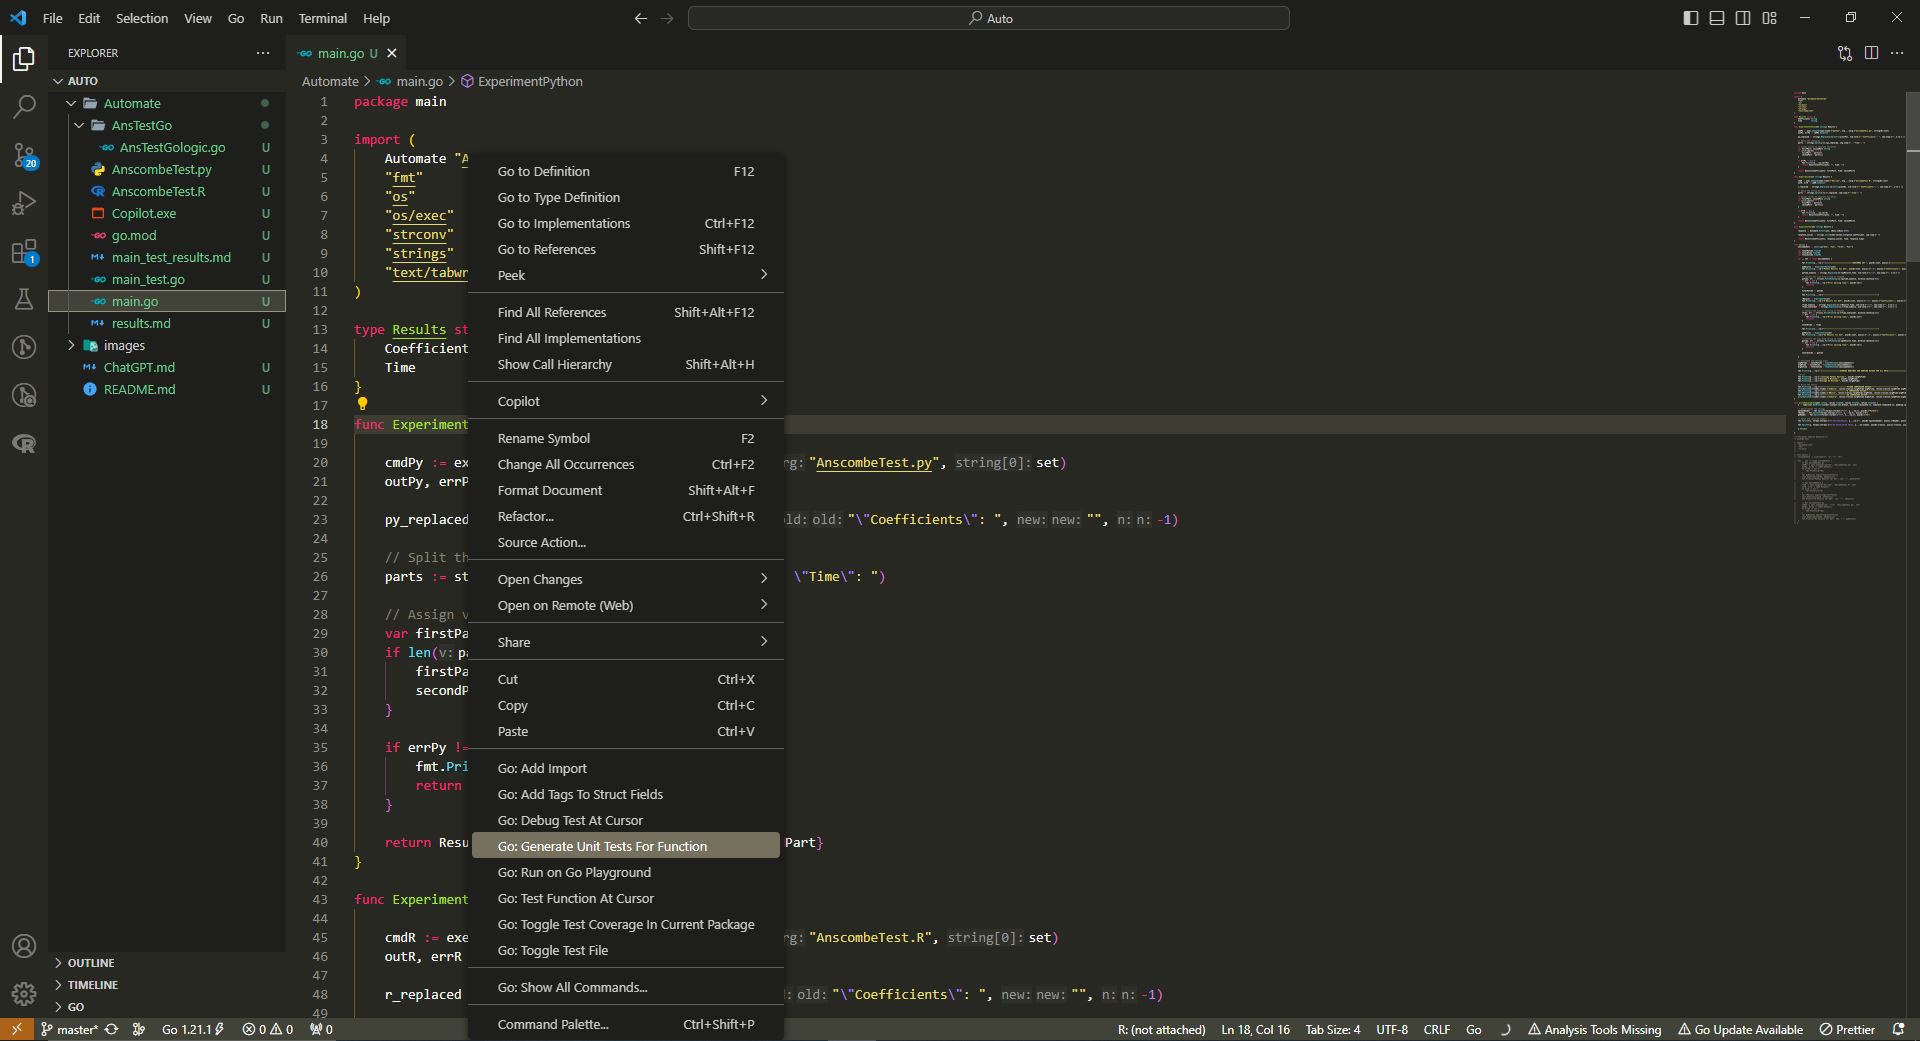 File Edit Selection View Go Run Terminal Help
Auto
EXPLORER
AUTO
Automate
AnsTestGo
AnsTestGologic.go U
AnscombeTest.py U
AnscombeTest.R U
Copilot.exe U
go.mod U
main_test_results.md U
main_test.go U
main.go U
results.md U
images
ChatGPT.md U
README.md U
OUTLINE
TIMELINE
GO
20
1
main.go U
Automate > main.go > ExperimentPython
1 package main
2
3 import (
4 Automate "A
5 "fmt"
6 "os"
7 "os/exec"
8 "strconv"
9 "strings"
10 "text/tabwr
11 )
12
13 type Results st
14 Coefficient
15 Time
16 }
17
18 func Experiment
19
20 cmdPy := ex rg: "AnscombeTest.py", string[0]: set)
21 outPy, errP
22
23 py_replaced old: old: "\"Coefficients\": ", new: new: "", n: n: -1)
24
25 // Split th
26 parts := st \"Time\": ")
27
28 // Assign v
29 var firstPa
30 if len(v: pa
31 firstPa
32 secondP
33 }
34
35 if errPy !=
36 fmt.Pri
37 return
38 }
39
40 return Resu Part}
41 }
42
43 func Experiment
44
45 cmdR := exe rg: "AnscombeTest.R", string[0]: set)
46 outR, errR
47
48 r_replaced d: old: "\"Coefficients\": ", new: new: "", n: n: -1)
49
Go to Definition F12
Go to Type Definition
Go to Implementations Ctrl+F12
Go to References Shift+F12
Peek
Find All References Shift+Alt+F12
Find All Implementations
Show Call Hierarchy Shift+Alt+H
Copilot
Rename Symbol F2
Change All Occurrences Ctrl+F2
Format Document Shift+Alt+F
Refactor... Ctrl+Shift+R
Source Action...
Open Changes
Open on Remote (Web)
Share
Cut Ctrl+X
Copy Ctrl+C
Paste Ctrl+V
Go: Add Import
Go: Add Tags To Struct Fields
Go: Debug Test At Cursor
Go: Generate Unit Tests For Function
Go: Run on Go Playground
Go: Test Function At Cursor
Go: Toggle Test Coverage In Current Package
Go: Toggle Test File
Go: Show All Commands...
Command Palette... Ctrl+Shift+P
master* Go 1.21.1 0 0 0 R: (not attached) Ln 18, Col 16 Tab Size: 4 UTF-8 CRLF Go Analysis Tools Missing Go Update Available Prettier